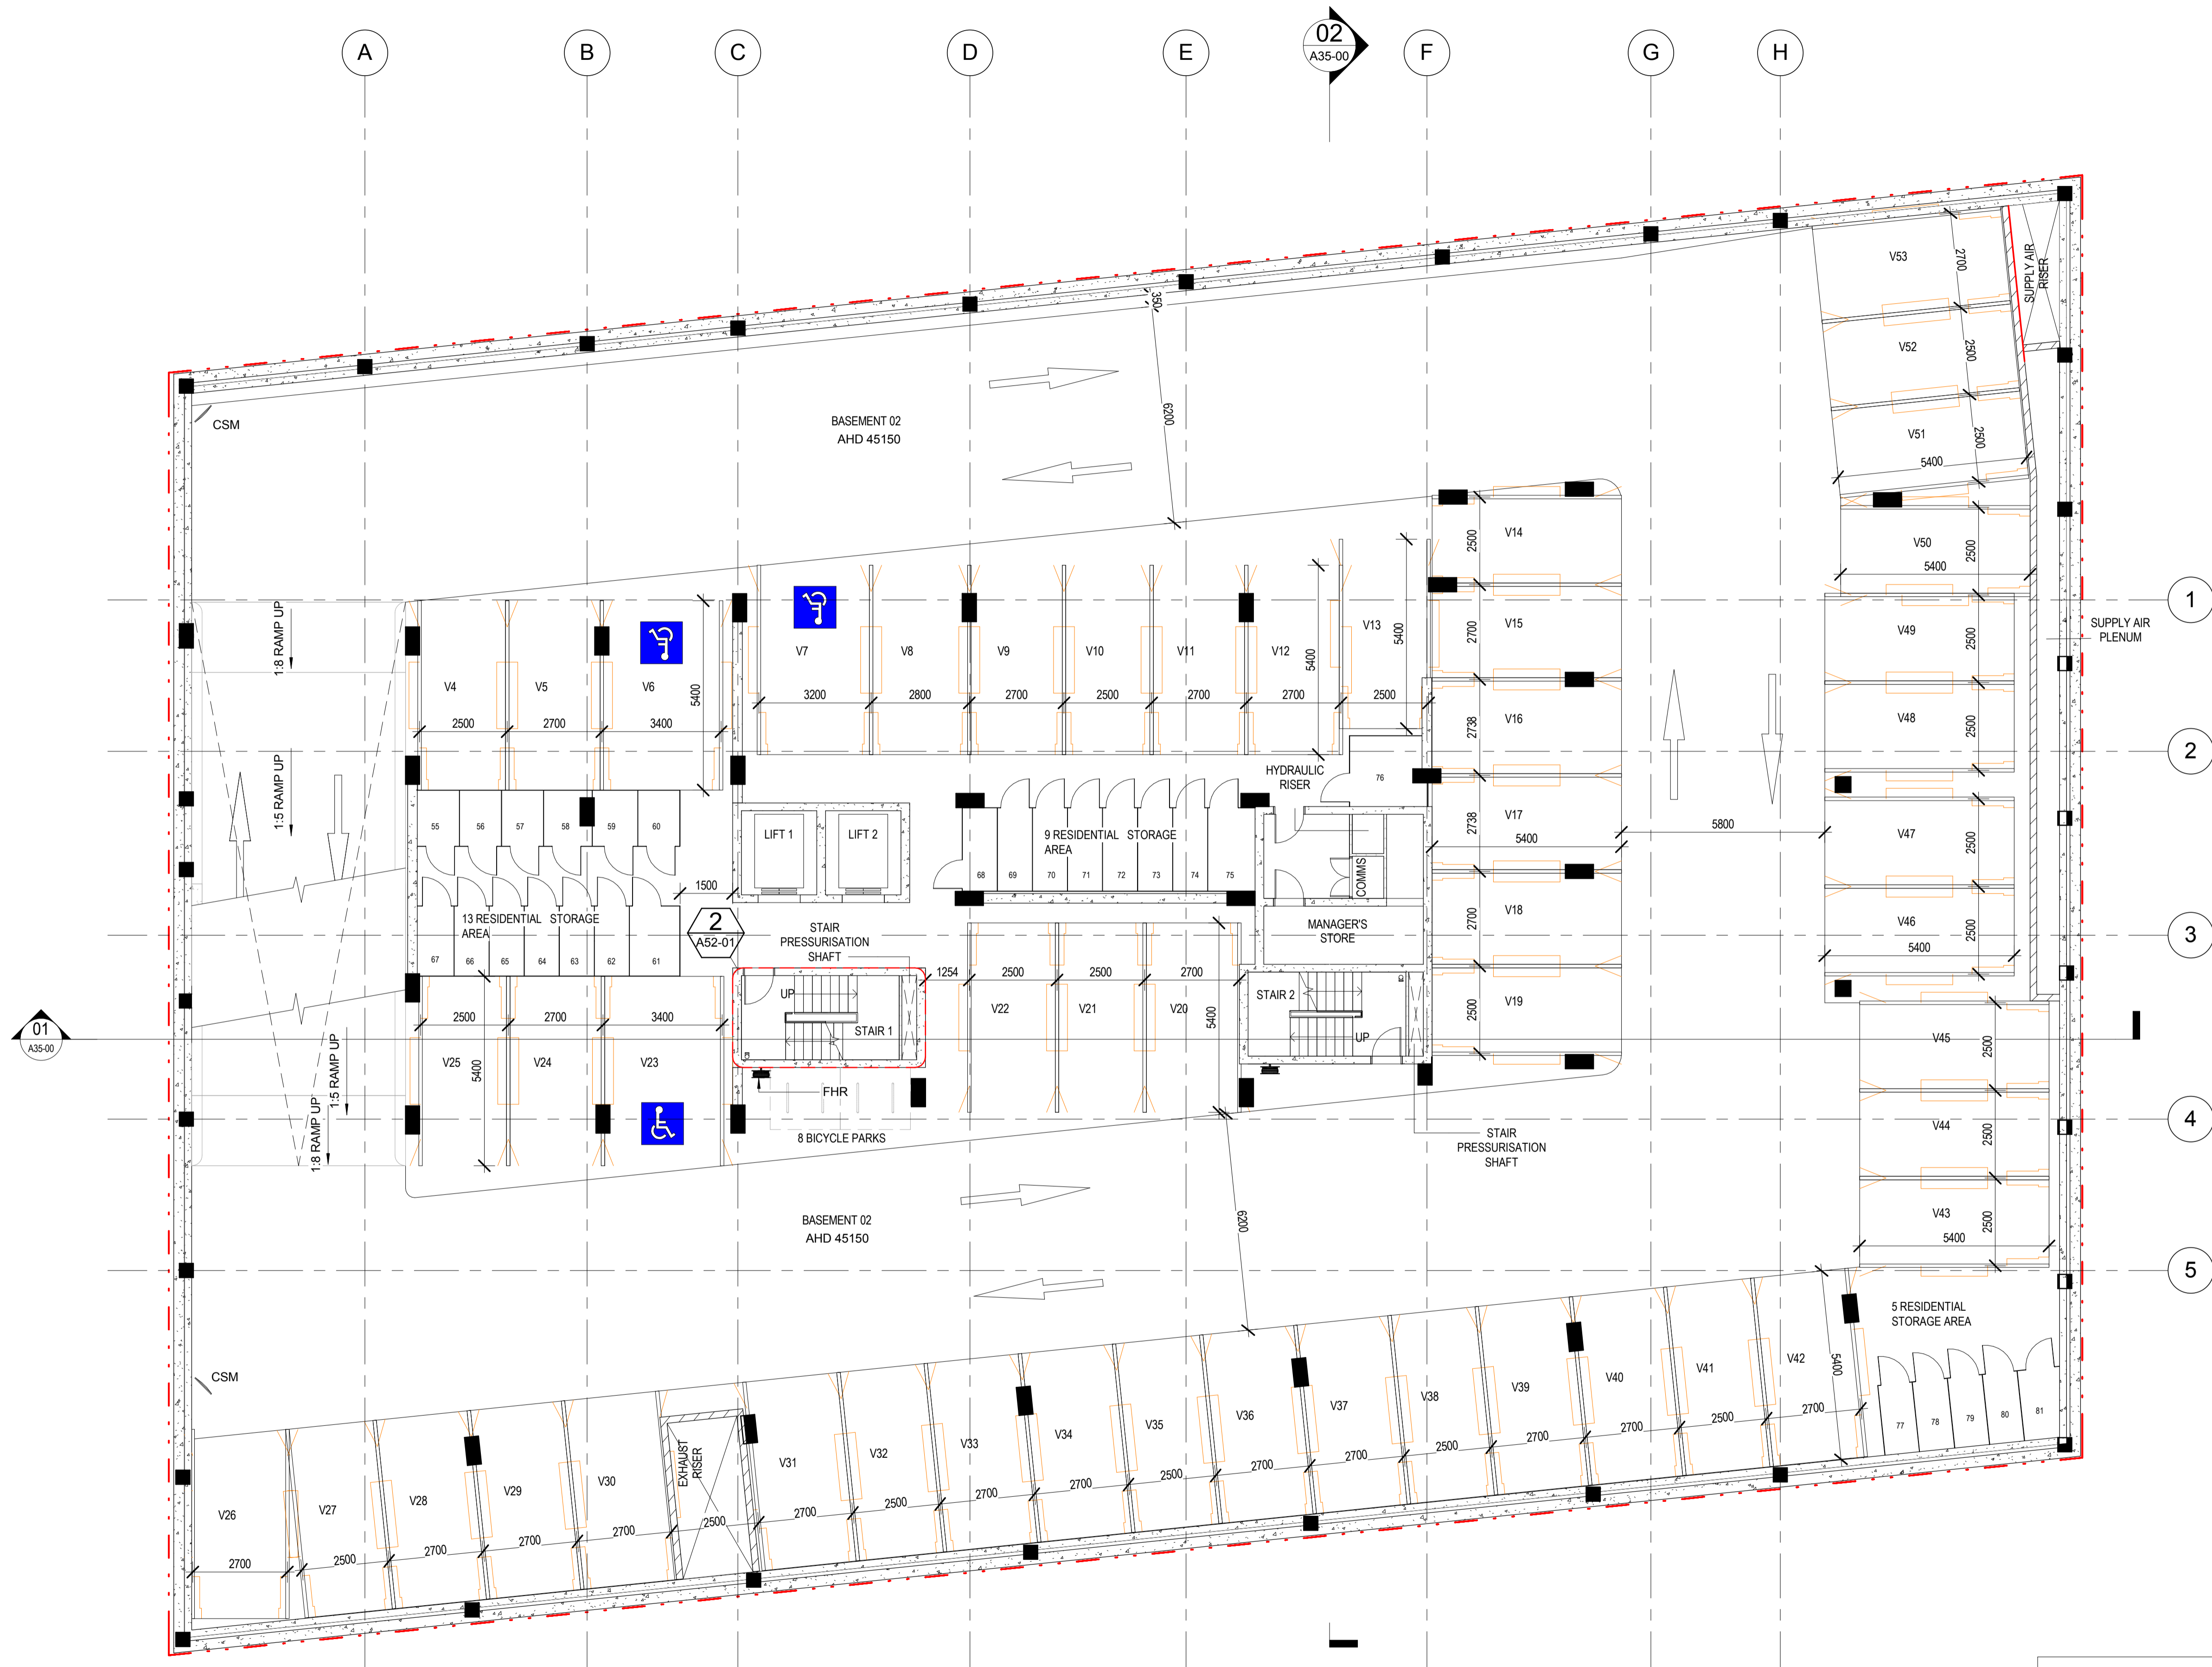 02
A35-00
A
B
C
D
E
F
G
H
V53
2700
SUPPLY AIR
RISER
350
V52
2500
CSM
BASEMENT 02
AHD 45150
6200
V51
2500
5400
V14
2500
V50
2500
5400
1
1:8 RAMP UP
SUPPLY AIR
PLENUM
V13
5400
V15
2700
V49
2500
V4
V5
V6
5400
V7
V8
V9
V10
V11
V12
5400
2500
2700
3400
3200
2800
2700
2500
2700
2700
2500
V16
2738
V48
2500
2
1:5 RAMP UP
HYDRAULIC
RISER
76
55
56
57
58
59
60
LIFT 1
LIFT 2
9 RESIDENTIAL STORAGE
AREA
V17
2738
5400
5800
V47
2500
68
69
70
71
72
73
74
75
COMMS
1500
13 RESIDENTIAL STORAGE
AREA
2
A52-01
STAIR
PRESSURISATION
SHAFT
MANAGER'S
STORE
V18
2700
V46
2500
5400
3
67
66
65
64
63
62
61
1254
2500
2500
2700
UP
STAIR 1
V22
V21
V20
5400
STAIR 2
UP
V19
2500
01
A35-00
2500
2700
3400
V25
5400
V24
V23
V45
2500
1:5 RAMP UP
1:8 RAMP UP
FHR
8 BICYCLE PARKS
4
STAIR
PRESSURISATION
SHAFT
V44
2500
BASEMENT 02
AHD 45150
6200
V43
2500
5400
5
5 RESIDENTIAL
STORAGE AREA
CSM
V26
V27
V28
V29
V30
EXHAUST
RISER
V31
V32
V33
V34
V35
V36
V37
V38
V39
V40
V41
V42
5400
77
78
79
80
81
2700
2500
2700
2700
2700
2500
2700
2500
2700
2700
2500
2700
2700
2500
2700
2700
2500
2700